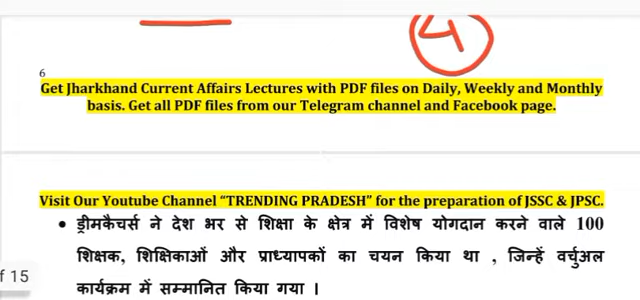 4
6
Get Jharkhand Current Affairs Lectures with PDF files on Daily, Weekly and Monthly
basis. Get all PDF files from our Telegram channel and Facebook page.
Visit Our Youtube Channel “TRENDING PRADESH” for the preparation of JSSC & JPSC.
• ड्रीमकैचर्स ने देश भर से शिक्षा के क्षेत्र में विशेष योगदान करने वाले 100
शिक्षक, शिक्षिकाओं और प्राध्यापकों का चयन किया था , जिन्हें वर्चुअल
कार्यक्रम में सम्मानित किया गया ।
f 15